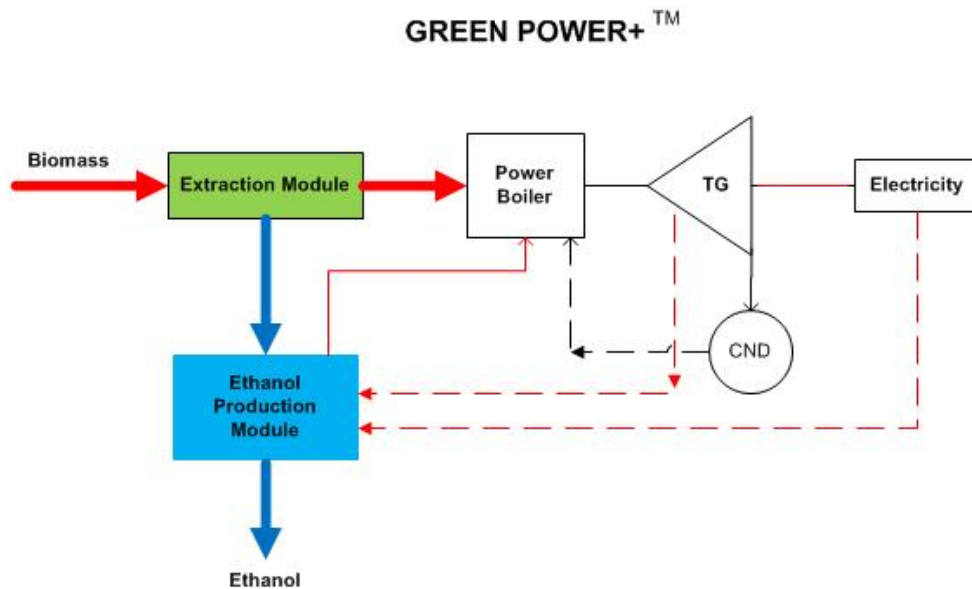 GREEN POWER+ TM
Biomass
Extraction Module
Power
Boiler
TG
Electricity
CND
Ethanol
Production
Module
Ethanol